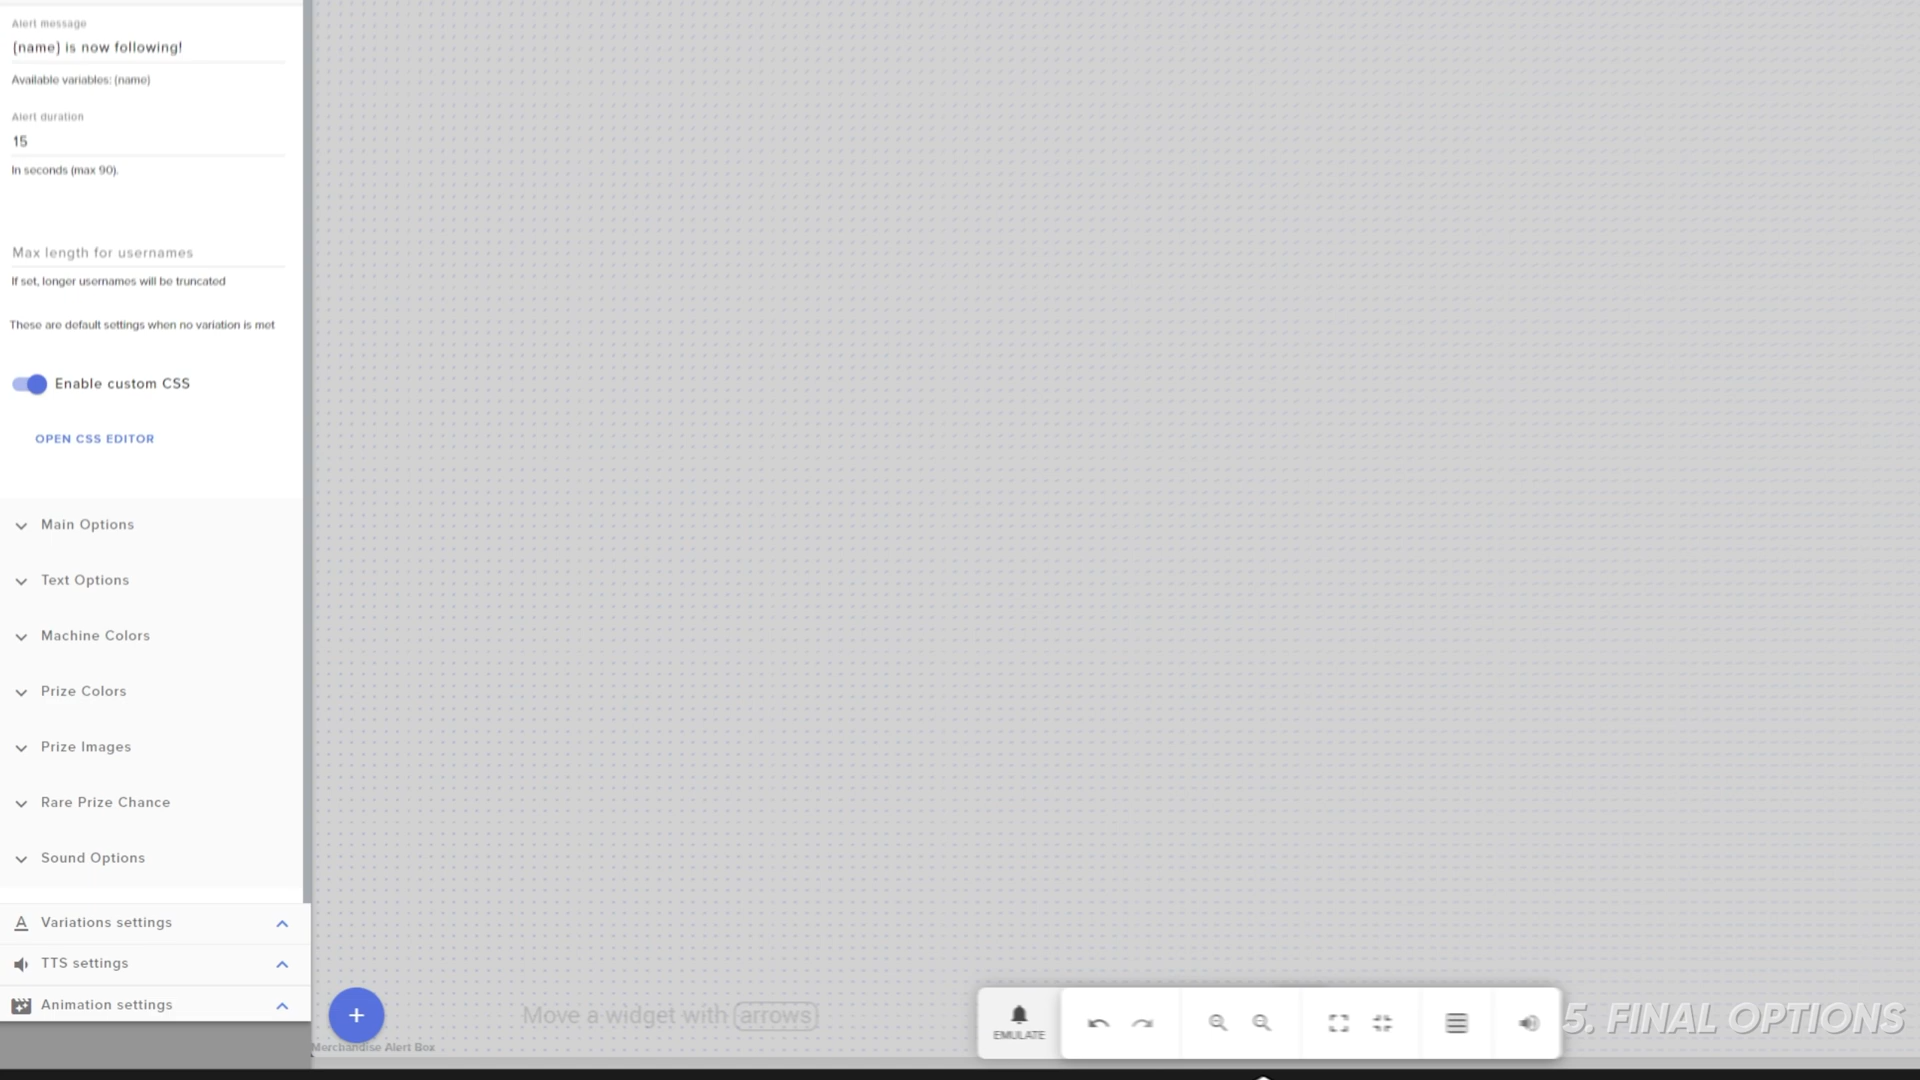 Alert message
{name} is now following!
Available variables: {name}
Alert duration
15
In seconds (max 90).
Max length for usernames
If set, longer usernames will be truncated
These are default settings when no variation is met
Enable custom CSS
OPEN CSS EDITOR
Main Options
Text Options
Machine Colors
Prize Colors
Prize Images
Rare Prize Chance
Sound Options
Variations settings
TTS settings
Animation settings
+
Move a widget with arrows
Merchandise Alert Box
EMULATE
5. FINAL OPTIONS